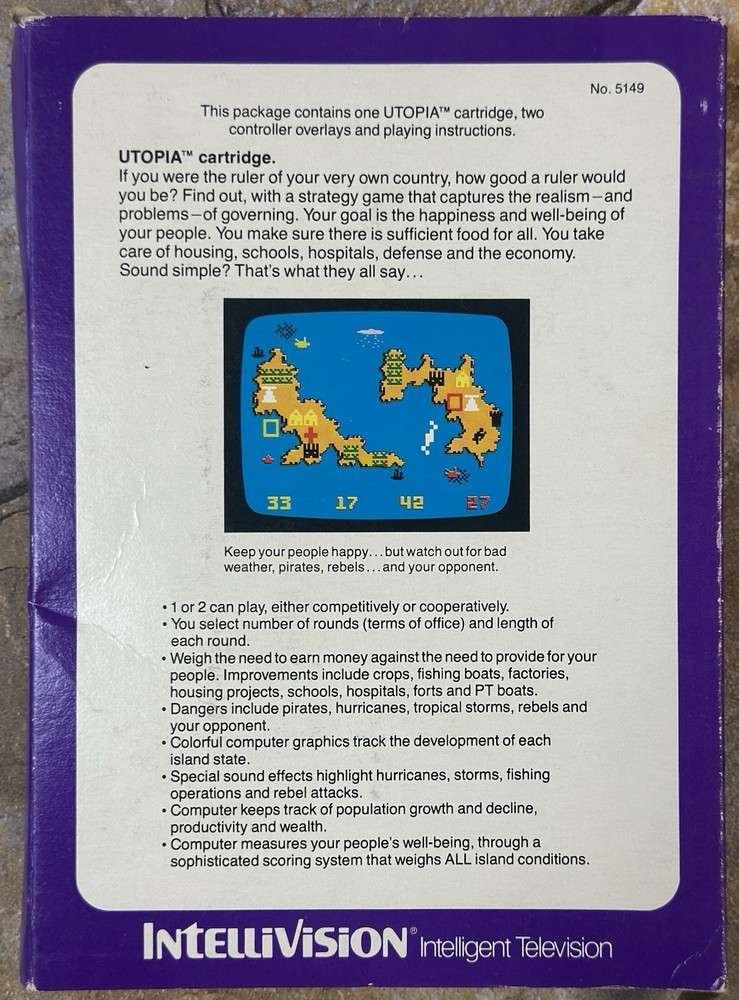 No. 5149
This package contains one UTOPIA™ cartridge, two
controller overlays and playing instructions.
UTOPIA™ cartridge.
If you were the ruler of your very own country, how good a ruler would
you be? Find out, with a strategy game that captures the realism—and
problems—of governing. Your goal is the happiness and well-being of
your people. You make sure there is sufficient food for all. You take
care of housing, schools, hospitals, defense and the economy.
Sound simple? That's what they all say...
33 17 42 27
Keep your people happy...but watch out for bad
weather, pirates, rebels...and your opponent.
• 1 or 2 can play, either competitively or cooperatively.
• You select number of rounds (terms of office) and length of
each round.
• Weigh the need to earn money against the need to provide for your
people. Improvements include crops, fishing boats, factories,
housing projects, schools, hospitals, forts and PT boats.
• Dangers include pirates, hurricanes, tropical storms, rebels and
your opponent.
• Colorful computer graphics track the development of each
island state.
• Special sound effects highlight hurricanes, storms, fishing
operations and rebel attacks.
• Computer keeps track of population growth and decline,
productivity and wealth.
• Computer measures your people's well-being, through a
sophisticated scoring system that weighs ALL island conditions.
INTELLIVISION® Intelligent Television